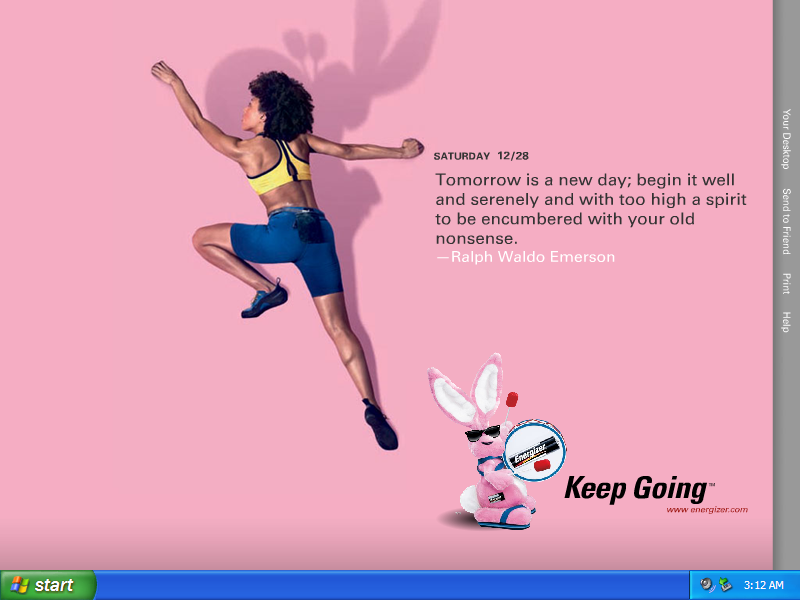 SATURDAY 12/28
Tomorrow is a new day; begin it well
and serenely and with too high a spirit
to be encumbered with your old
nonsense.
—Ralph Waldo Emerson
Your Desktop
Send to Friend
Print
Help
Energizer
Keep Going™
www.energizer.com
start
3:12 AM